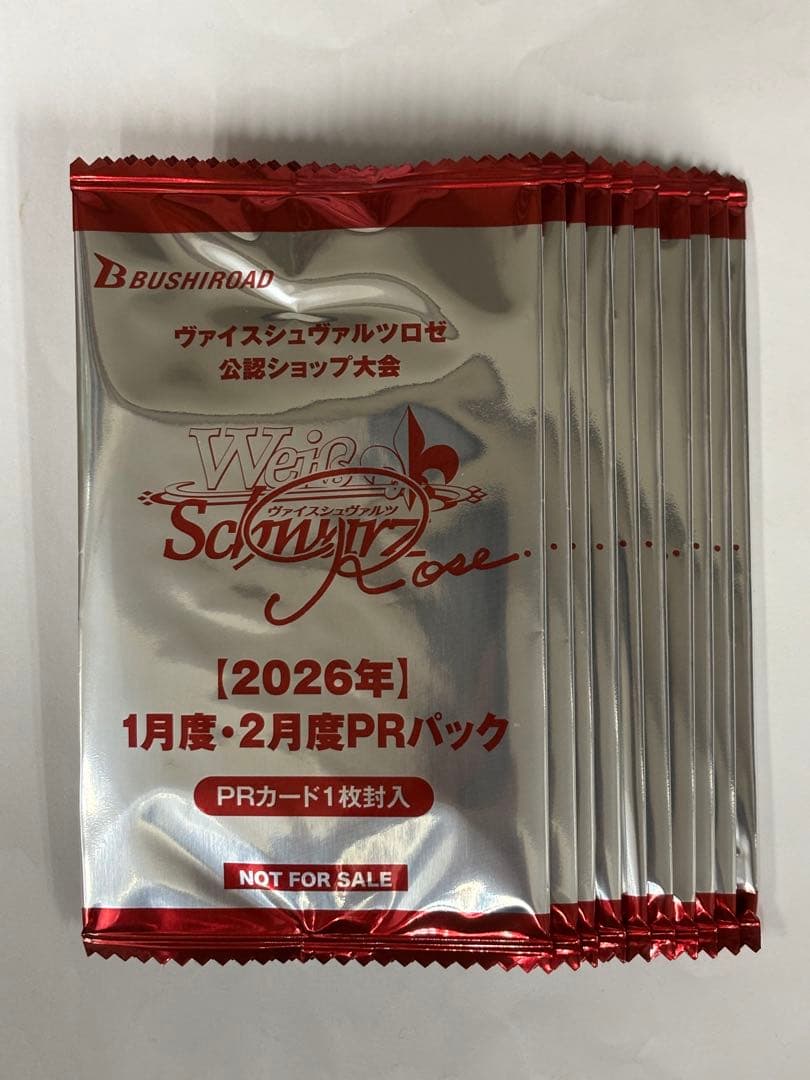 BUSHIROAD
ヴァイスシュヴァルツロゼ
公認ショップ大会
Weiß
ヴァイスシュヴァルツ
Schwarz
Rose
【2026年】
1月度・2月度PRパック
PRカード1枚封入
NOT FOR SALE